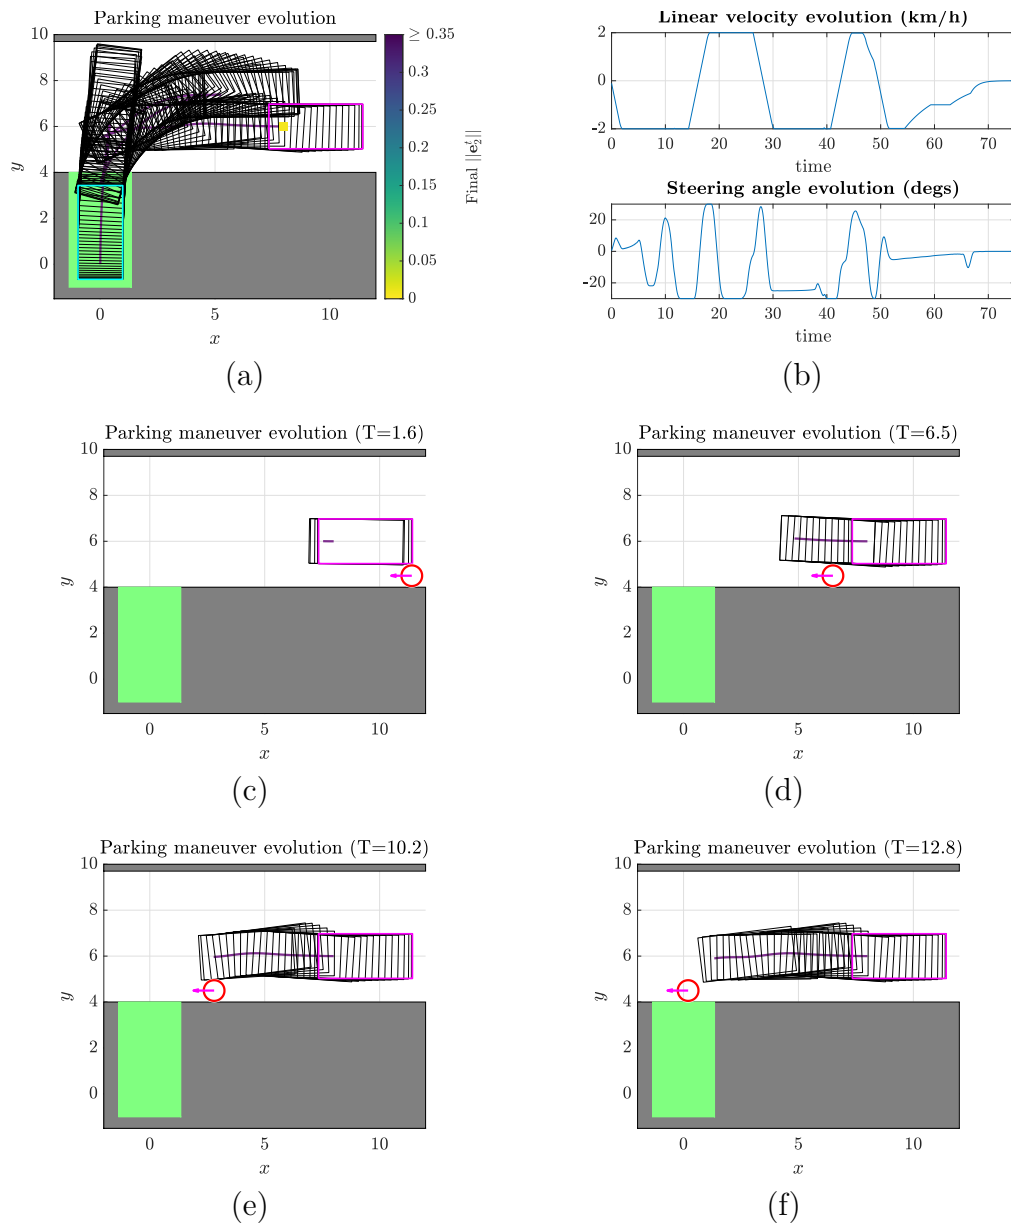 Parking maneuver evolution
10
8
6
4
2
0
y
0
5
10
x
≥ 0.35
0.3
0.25
0.2
0.15
0.1
0.05
0
Final ||e₂ᵗ||
(a)
Linear velocity evolution (km/h)
2
0
-2
0 10 20 30 40 50 60 70
time
Steering angle evolution (degs)
20
0
-20
0 10 20 30 40 50 60 70
time
(b)
Parking maneuver evolution (T=1.6)
10
8
6
4
2
0
y
0 5 10
x
(c)
Parking maneuver evolution (T=6.5)
10
8
6
4
2
0
y
0 5 10
x
(d)
Parking maneuver evolution (T=10.2)
10
8
6
4
2
0
y
0 5 10
x
(e)
Parking maneuver evolution (T=12.8)
10
8
6
4
2
0
y
0 5 10
x
(f)